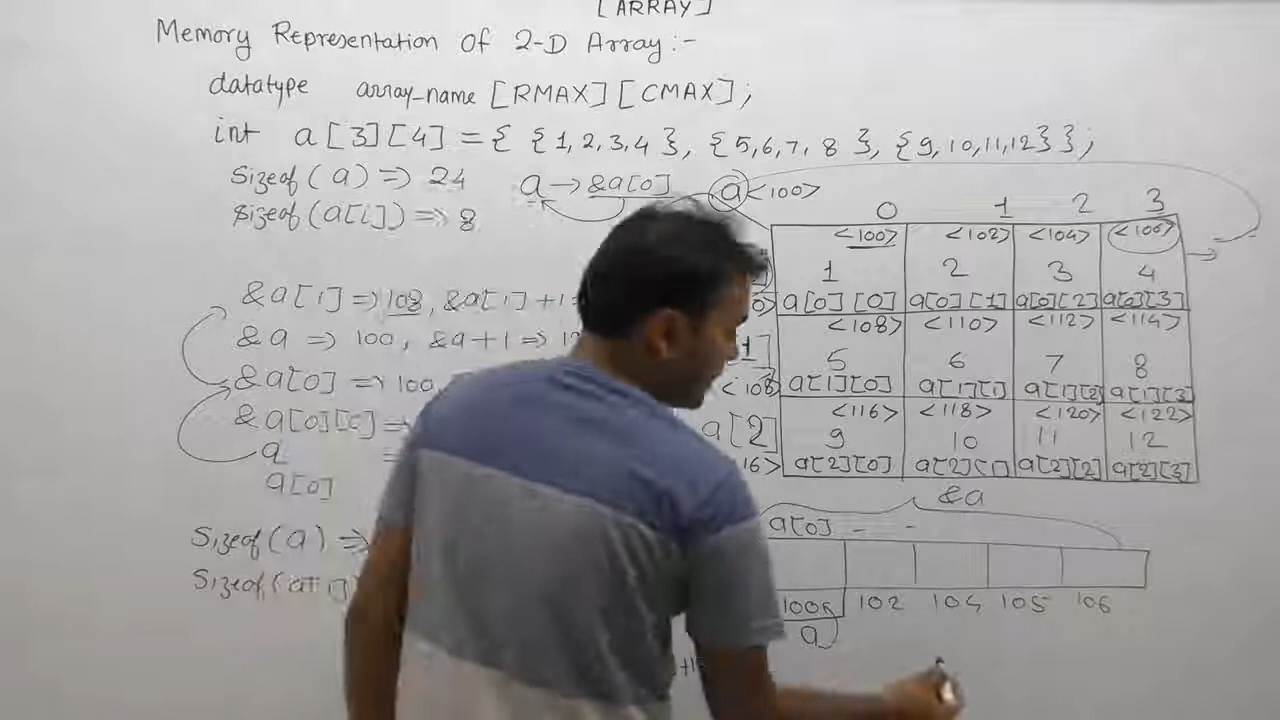 [ARRAY]
Memory Representation Of 2-D Array:-
datatype array_name [RMAX][CMAX];
int a[3][4] = { {1,2,3,4}, {5,6,7,8}, {9,10,11,12} };
Sizeof(a) => 24
a → &a[0]
a <100>
Sizeof(a[i]) => 8
0 1 2 3
<100> <102> <104> <106>
1 2 3 4
a[0][0] a[0][1] a[0][2] a[0][3]
<108> <110> <112> <114>
1]
5 6 7 8
<108> a[1][0] a[1][1] a[1][2] a[1][3]
<116> <118> <120> <122>
a[2]
9 10 11 12
16> a[2][0] a[2][1] a[2][2] a[2][3]
&a[1] => 108, &a[1]+1
&a => 100, &a+1 =>
&a[0] => 100
&a[0][0] =>
a =
a[0]
&a
a[0] - -
100 102 104 105 106
a
Sizeof(a) =>
Sizeof(